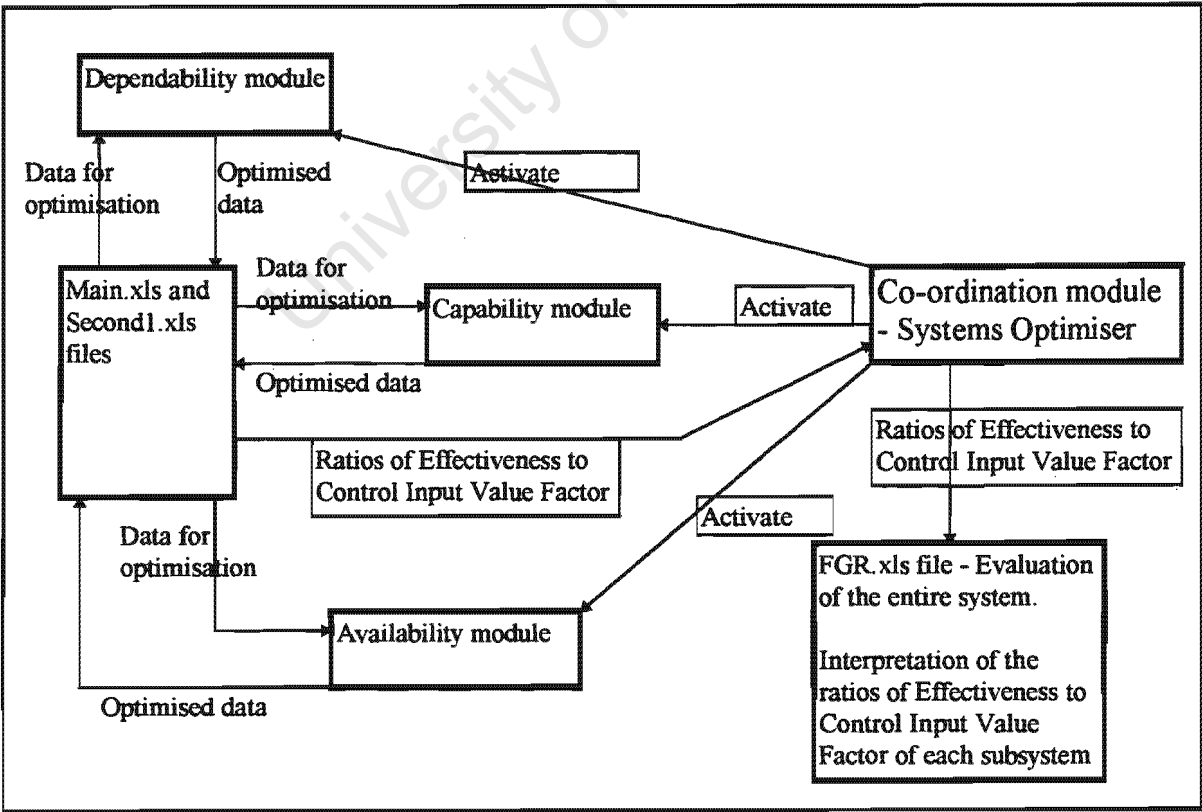 University of
Dependability module
Data for
optimisation
Optimised
data
Activate
Main.xls and
Second1.xls
files
Data for
optimisation
Capability module
Activate
Co-ordination module
- Systems Optimiser
Optimised data
Ratios of Effectiveness to
Control Input Value Factor
Ratios of Effectiveness to
Control Input Value Factor
Activate
Data for
optimisation
Availability module
Optimised data
FGR.xls file - Evaluation
of the entire system.
Interpretation of the
ratios of Effectiveness to
Control Input Value
Factor of each subsystem